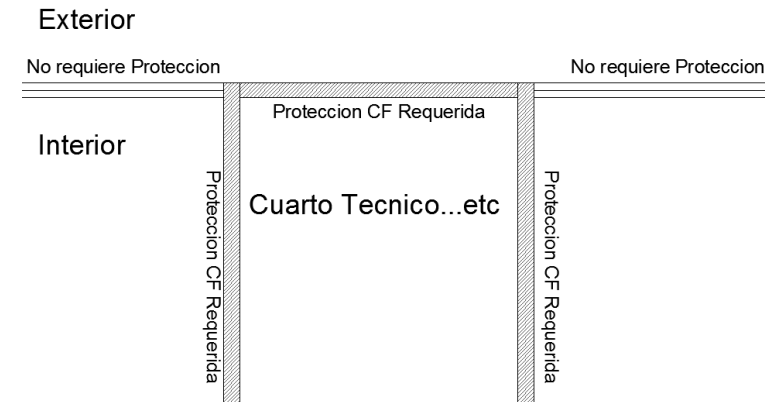 Exterior
No requiere Proteccion
No requiere Proteccion
Proteccion CF Requerida
Interior
Proteccion CF Requerida
Cuarto Tecnico...etc
Proteccion CF Requerida